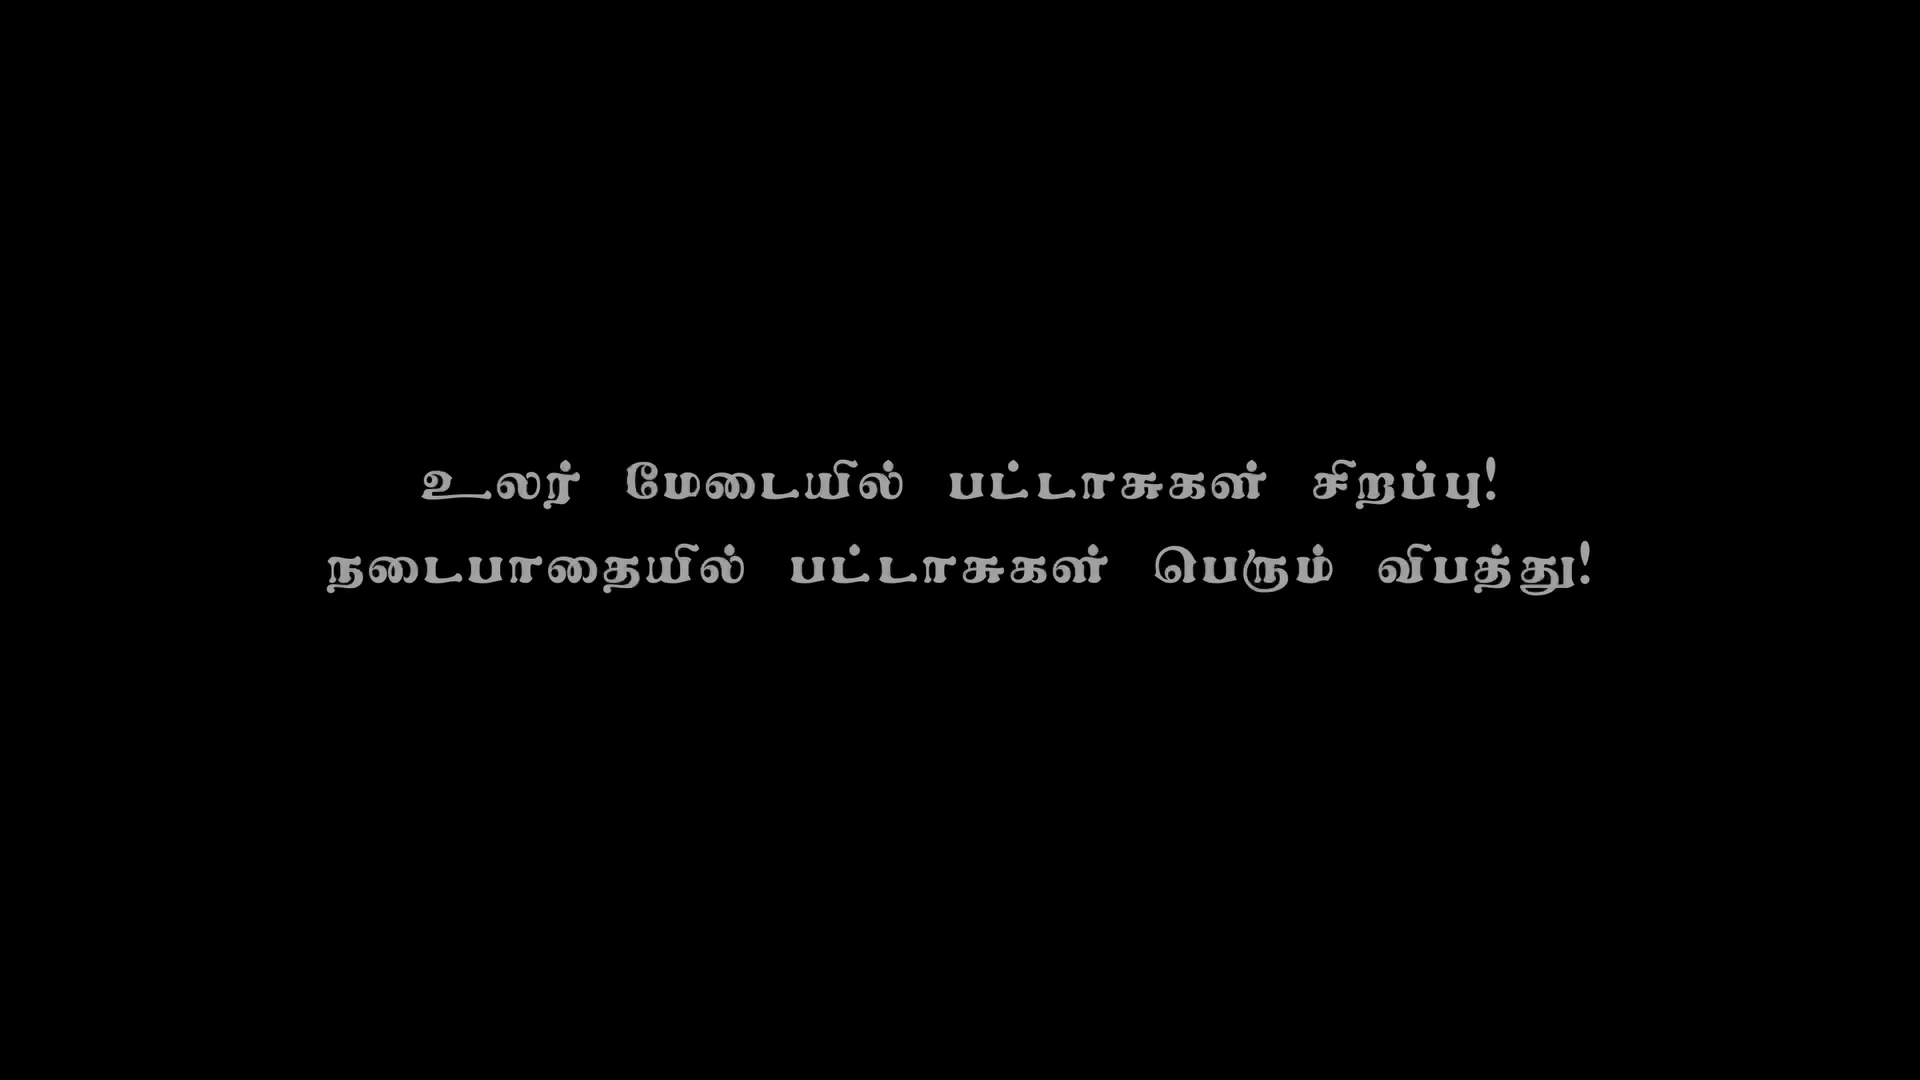 உலர் மேடையில் பட்டாசுகள் சிறப்பு!
நடைபாதையில் பட்டாசுகள் பெரும் விபத்து!